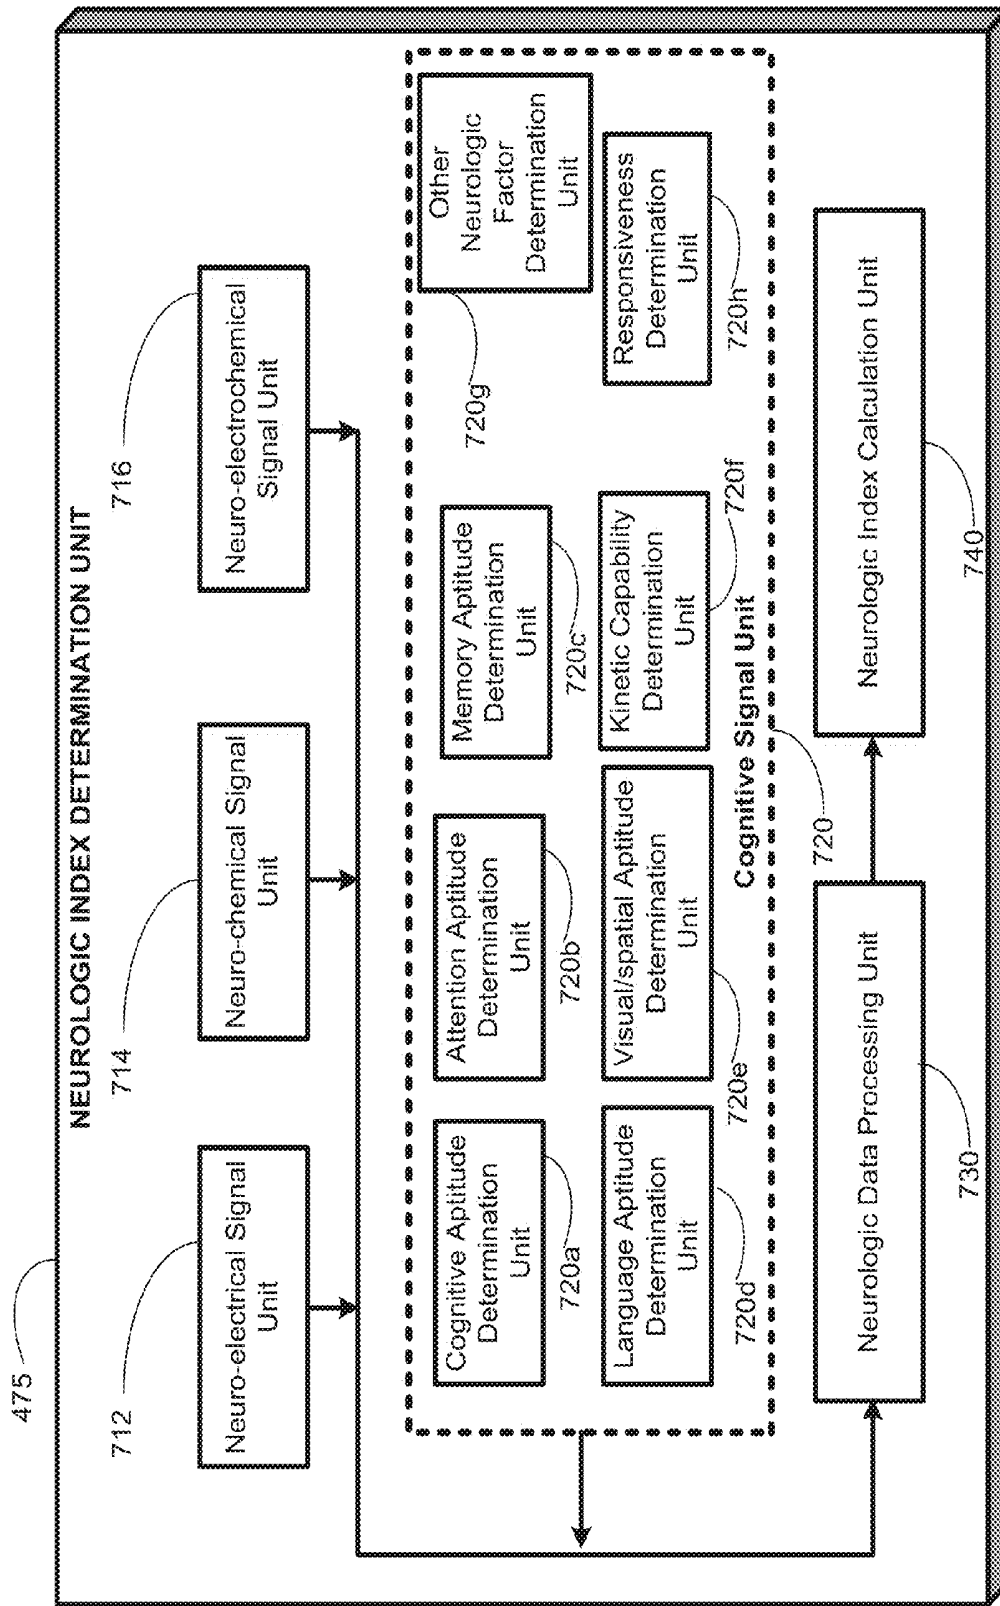 475
NEUROLOGIC INDEX DETERMINATION UNIT
712
714
716
Neuro-electrical Signal
Unit
Neuro-chemical Signal
Unit
Neuro-electrochemical
Signal Unit
Cognitive Aptitude
Determination
Unit
720a
Attention Aptitude
Determination
Unit
720b
Memory Aptitude
Determination
Unit
720c
Other
Neurologic
Factor
Determination
Unit
720g
Language Aptitude
Determination
Unit
720d
Visual/spatial Aptitude
Determination
Unit
720e
Kinetic Capability
Determination
Unit
720f
Responsiveness
Determination
Unit
720h
Cognitive Signal Unit
720
Neurologic Data Processing Unit
730
Neurologic Index Calculation Unit
740